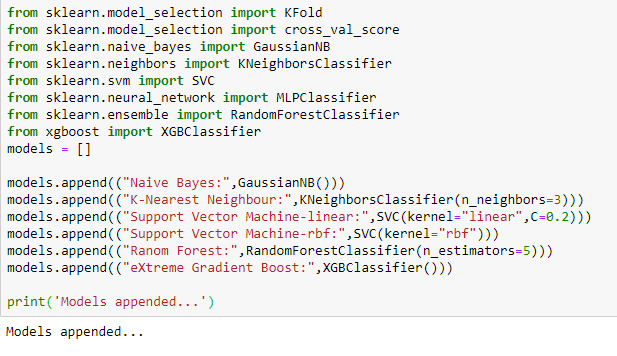 from sklearn.model_selection import KFold
from sklearn.model_selection import cross_val_score
from sklearn.naive_bayes import GaussianNB
from sklearn.neighbors import KNeighborsClassifier
from sklearn.svm import SVC
from sklearn.neural_network import MLPClassifier
from sklearn.ensemble import RandomForestClassifier
from xgboost import XGBClassifier
models = []

models.append(("Naive Bayes:",GaussianNB()))
models.append(("K-Nearest Neighbour:",KNeighborsClassifier(n_neighbors=3)))
models.append(("Support Vector Machine-linear:",SVC(kernel="linear",C=0.2)))
models.append(("Support Vector Machine-rbf:",SVC(kernel="rbf")))
models.append(("Ranom Forest:",RandomForestClassifier(n_estimators=5)))
models.append(("eXtreme Gradient Boost:",XGBClassifier()))

print('Models appended...')
Models appended...